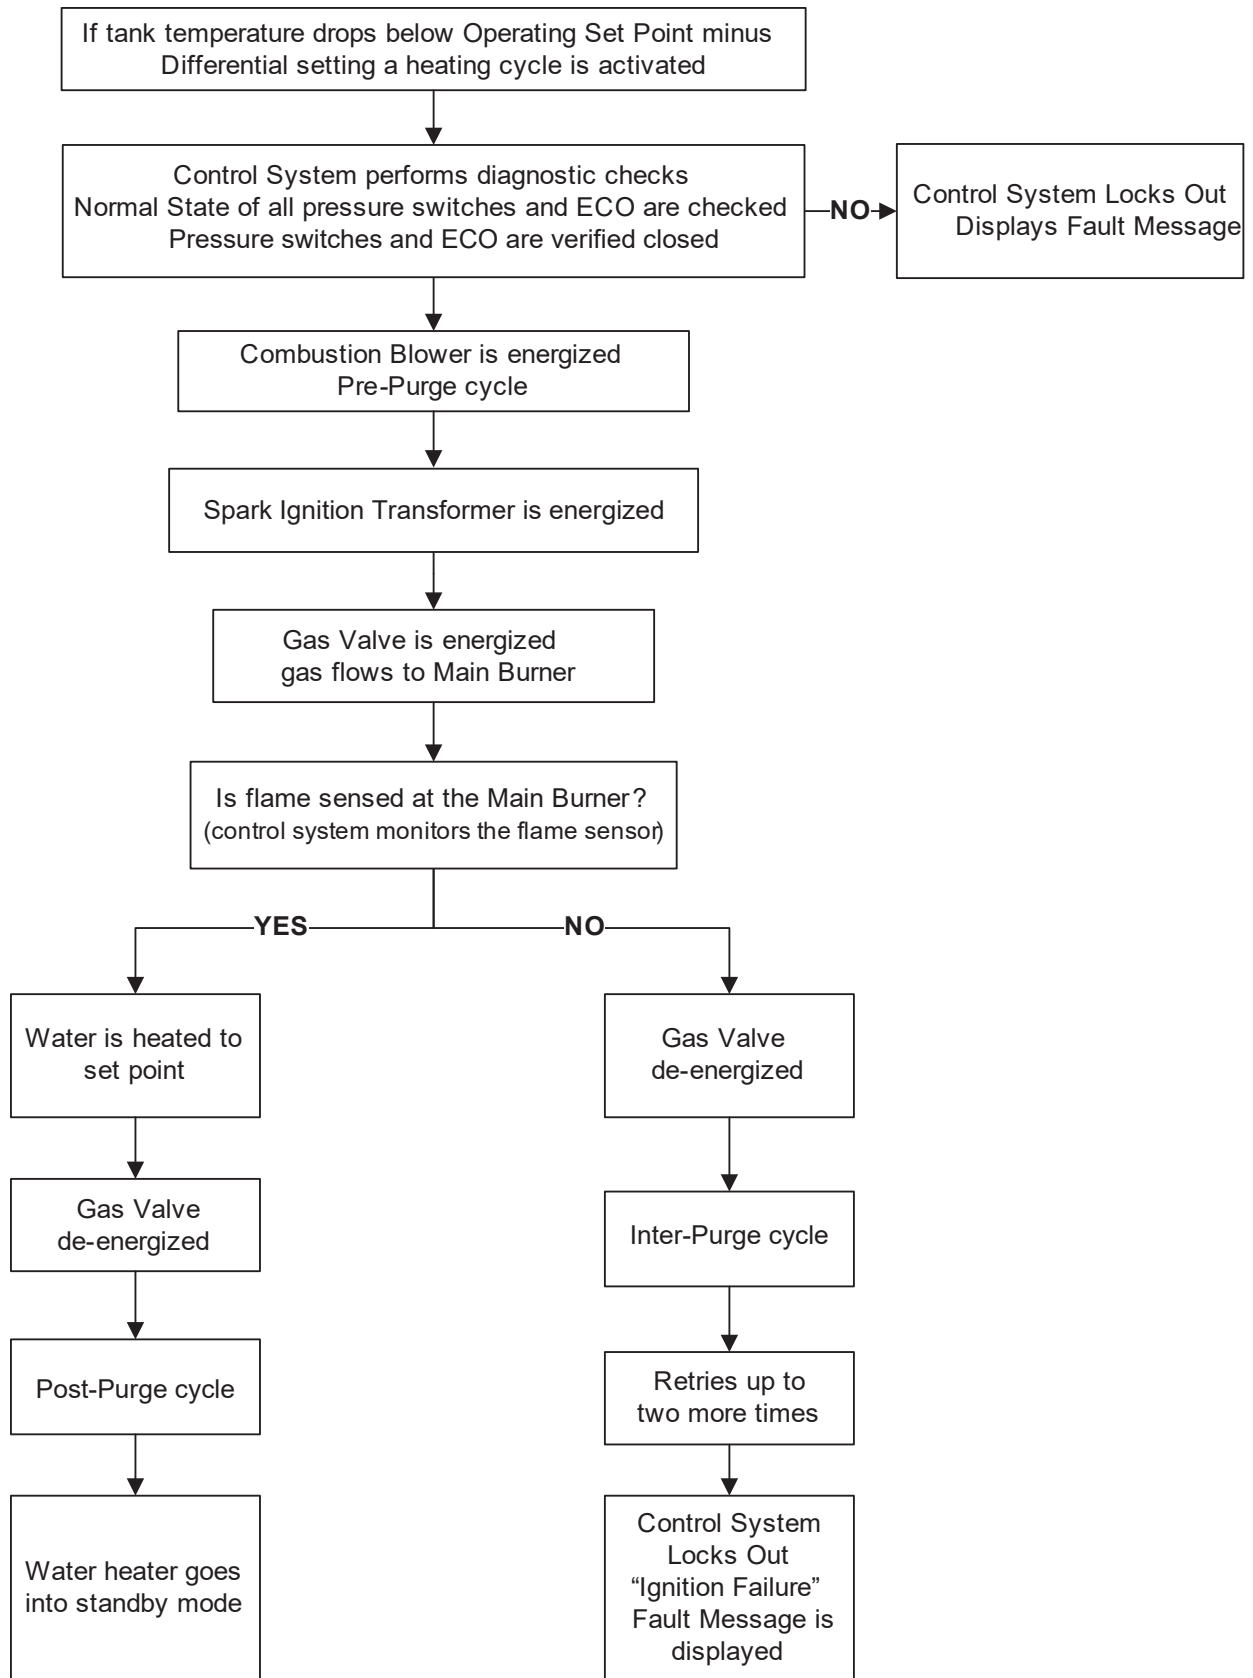 If tank temperature drops below Operating Set Point minus
Differential setting a heating cycle is activated
Control System performs diagnostic checks
Normal State of all pressure switches and ECO are checked
Pressure switches and ECO are verified closed
NO
Control System Locks Out
Displays Fault Message
Combustion Blower is energized
Pre-Purge cycle
Spark Ignition Transformer is energized
Gas Valve is energized
gas flows to Main Burner
Is flame sensed at the Main Burner?
(control system monitors the flame sensor)
YES
NO
Water is heated to
set point
Gas Valve
de-energized
Post-Purge cycle
Water heater goes
into standby mode
Gas Valve
de-energized
Inter-Purge cycle
Retries up to
two more times
Control System
Locks Out
“Ignition Failure”
Fault Message is
displayed